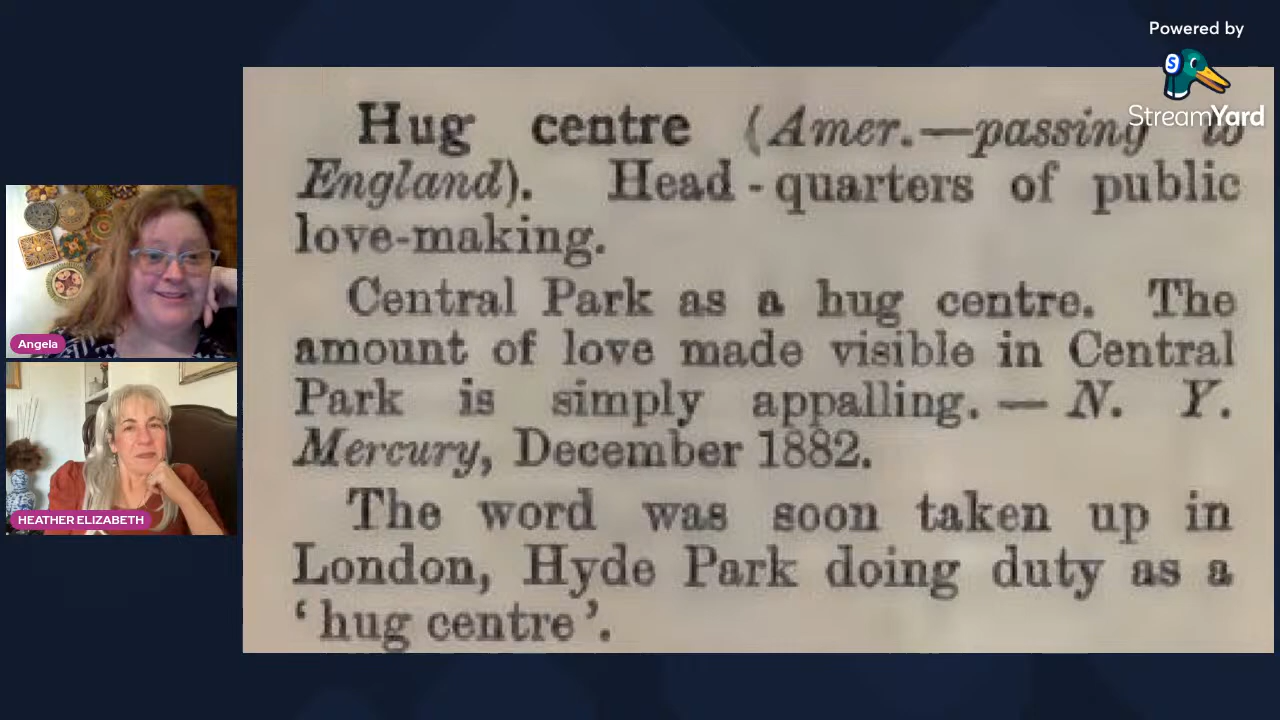 Powered by
StreamYard
Hug centre (Amer.—passing to
England). Head-quarters of public
love-making.
Central Park as a hug centre. The
amount of love made visible in Central
Park is simply appalling. — N. Y.
Mercury, December 1882.
The word was soon taken up in
London, Hyde Park doing duty as a
‘hug centre’.
Angela
HEATHER ELIZABETH